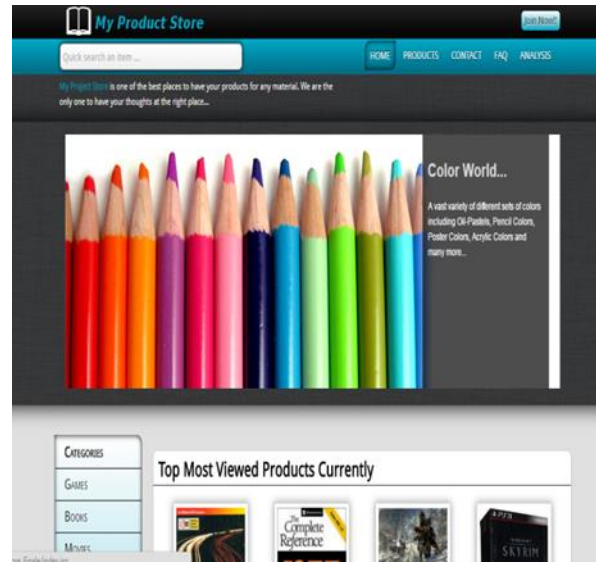 My Product Store
Join Now!!
Quick search an item ...
HOME PRODUCTS CONTACT FAQ ANALYSIS
My Project Store is one of the best places to have your products for any material. We are the
only one to have your thoughts at the right place...
Color World...
A vast variety of different sets of colors
including Oil-Pastels, Pencil Colors,
Poster Colors, Acrylic Colors and
many more...
CATEGORIES
GAMES
BOOKS
MOVIES
Top Most Viewed Products Currently
The
Complete
Reference
PS3
SKYRIM